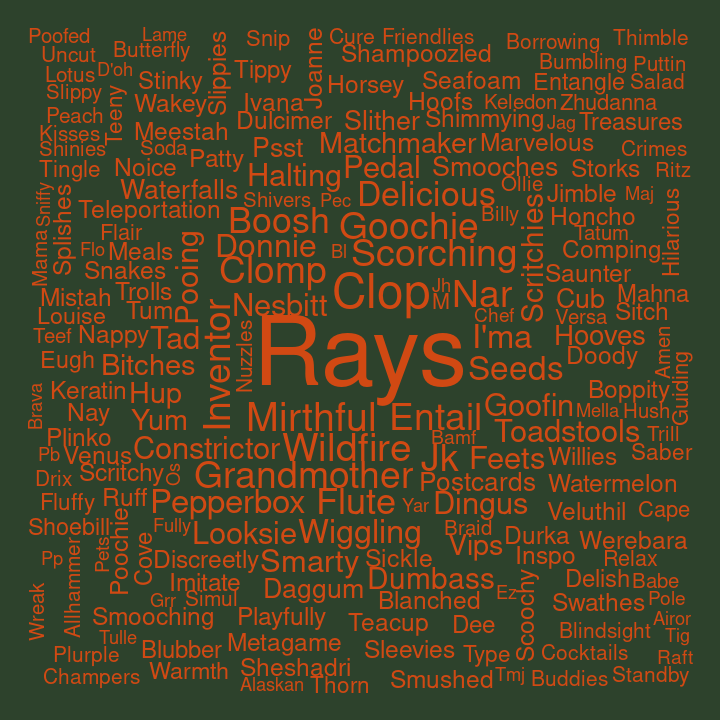 Poofed
Lame
Snip
Joanne
Cure
Friendlies
Borrowing
Thimble
Uncut
Butterfly
Slippies
Shampoozled
Bumbling
Puttin
Lotus
D'oh
Stinky
Tippy
Horsey
Seafoam
Entangle
Salad
Slippy
Teeny
Wakey
Ivana
Hoofs
Keledon
Zhudanna
Peach
Meestah
Dulcimer
Slither
Shimmying
Jag
Treasures
Kisses
Shinies
Soda
Psst
Matchmaker
Marvelous
Crimes
Tingle
Noice
Patty
Halting
Pedal
Smooches
Storks
Ritz
Sniffy
Waterfalls
Shivers
Pec
Delicious
Ollie
Jimble
Maj
Splishes
Teleportation
Boosh
Goochie
Billy
Scritchies
Honcho
Hilarious
Mama
Flair
Donnie
Tatum
Flo
Meals
Pooing
Bl
Scorching
Comping
Snakes
Clomp
Saunter
Mistah
Trolls
Nesbitt
Clop
Jh
M
Nar
Cub
Mahna
Louise
Tum
Chef
Versa
Sitch
Teef
Nappy
Tad
Inventor
Nuzzles
Rays
I'ma
Hooves
Amen
Eugh
Bitches
Seeds
Doody
Guiding
Brava
Keratin
Hup
Boppity
Nay
Yum
Mirthful
Entail
Goofin
Mella
Hush
Plinko
Toadstools
Trill
Pb
Venus
Constrictor
Wildfire
Bamf
Jk
Feets
Willies
Saber
Drix
Scritchy
Os
Grandmother
Postcards
Watermelon
Fluffy
Ruff
Pepperbox
Flute
Yar
Dingus
Veluthil
Cape
Shoebill
Poochie
Fully
Looksie
Wiggling
Braid
Durka
Werebara
Allhammer
Pp
Pets
Cove
Discreetly
Smarty
Sickle
Vips
Inspo
Relax
Imitate
Daggum
Dumbass
Delish
Babe
Wreak
Grr
Simul
Blanched
Ez
Scoochy
Swathes
Pole
Smooching
Playfully
Teacup
Dee
Airor
Tulle
Blindsight
Tig
Plurple
Blubber
Metagame
Sleevies
Type
Cocktails
Raft
Champers
Warmth
Sheshadri
Alaskan
Thorn
Smushed
Tmj
Buddies
Standby